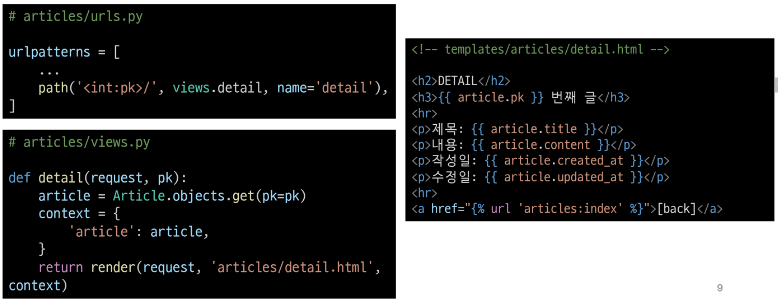 # articles/urls.py
urlpatterns = [
    ...
    path('<int:pk>/', views.detail, name='detail'),
]
# articles/views.py
def detail(request, pk):
    article = Article.objects.get(pk=pk)
    context = {
        'article': article,
    }
    return render(request, 'articles/detail.html',
context)
<!-- templates/articles/detail.html -->
<h2>DETAIL</h2>
<h3>{{ article.pk }} 번째 글</h3>
<hr>
<p>제목: {{ article.title }}</p>
<p>내용: {{ article.content }}</p>
<p>작성일: {{ article.created_at }}</p>
<p>수정일: {{ article.updated_at }}</p>
<hr>
<a href="{% url 'articles:index' %}">[back]</a>
9